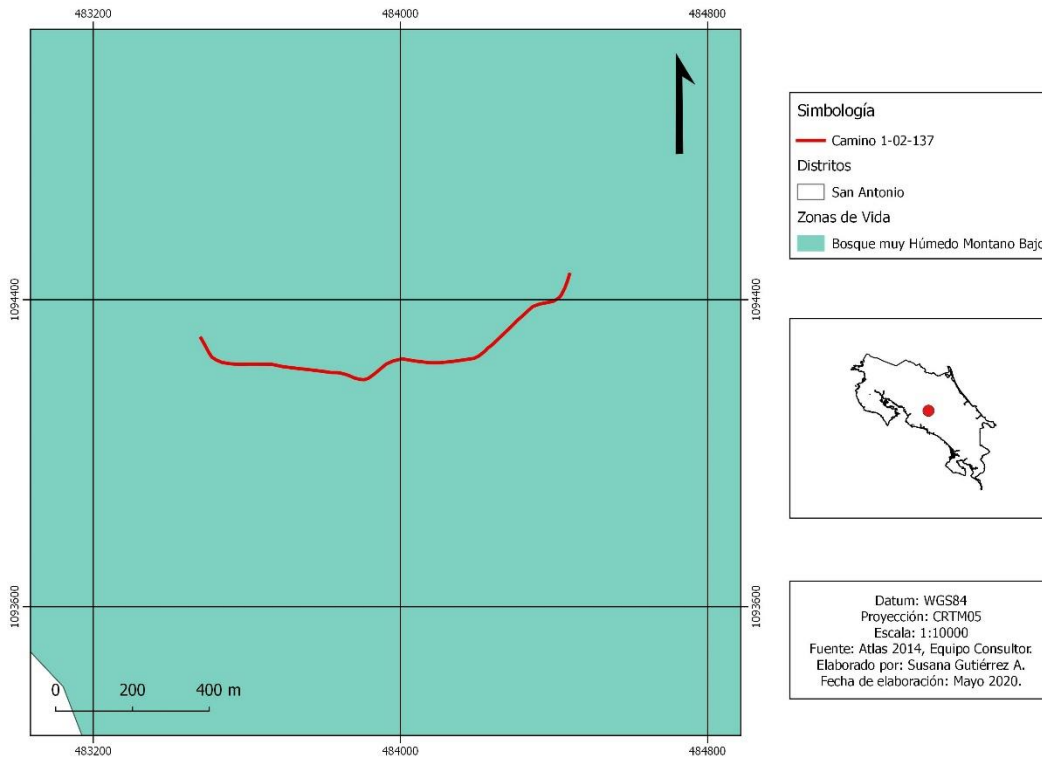 483200
484000
484800
1094400
1094400
1093600
1093600
0 200 400 m
483200
484000
484800
Simbología
Camino 1-02-137
Distritos
San Antonio
Zonas de Vida
Bosque muy Húmedo Montano Bajo
Datum: WGS84
Proyección: CRTM05
Escala: 1:10000
Fuente: Atlas 2014, Equipo Consultor.
Elaborado por: Susana Gutiérrez A.
Fecha de elaboración: Mayo 2020.